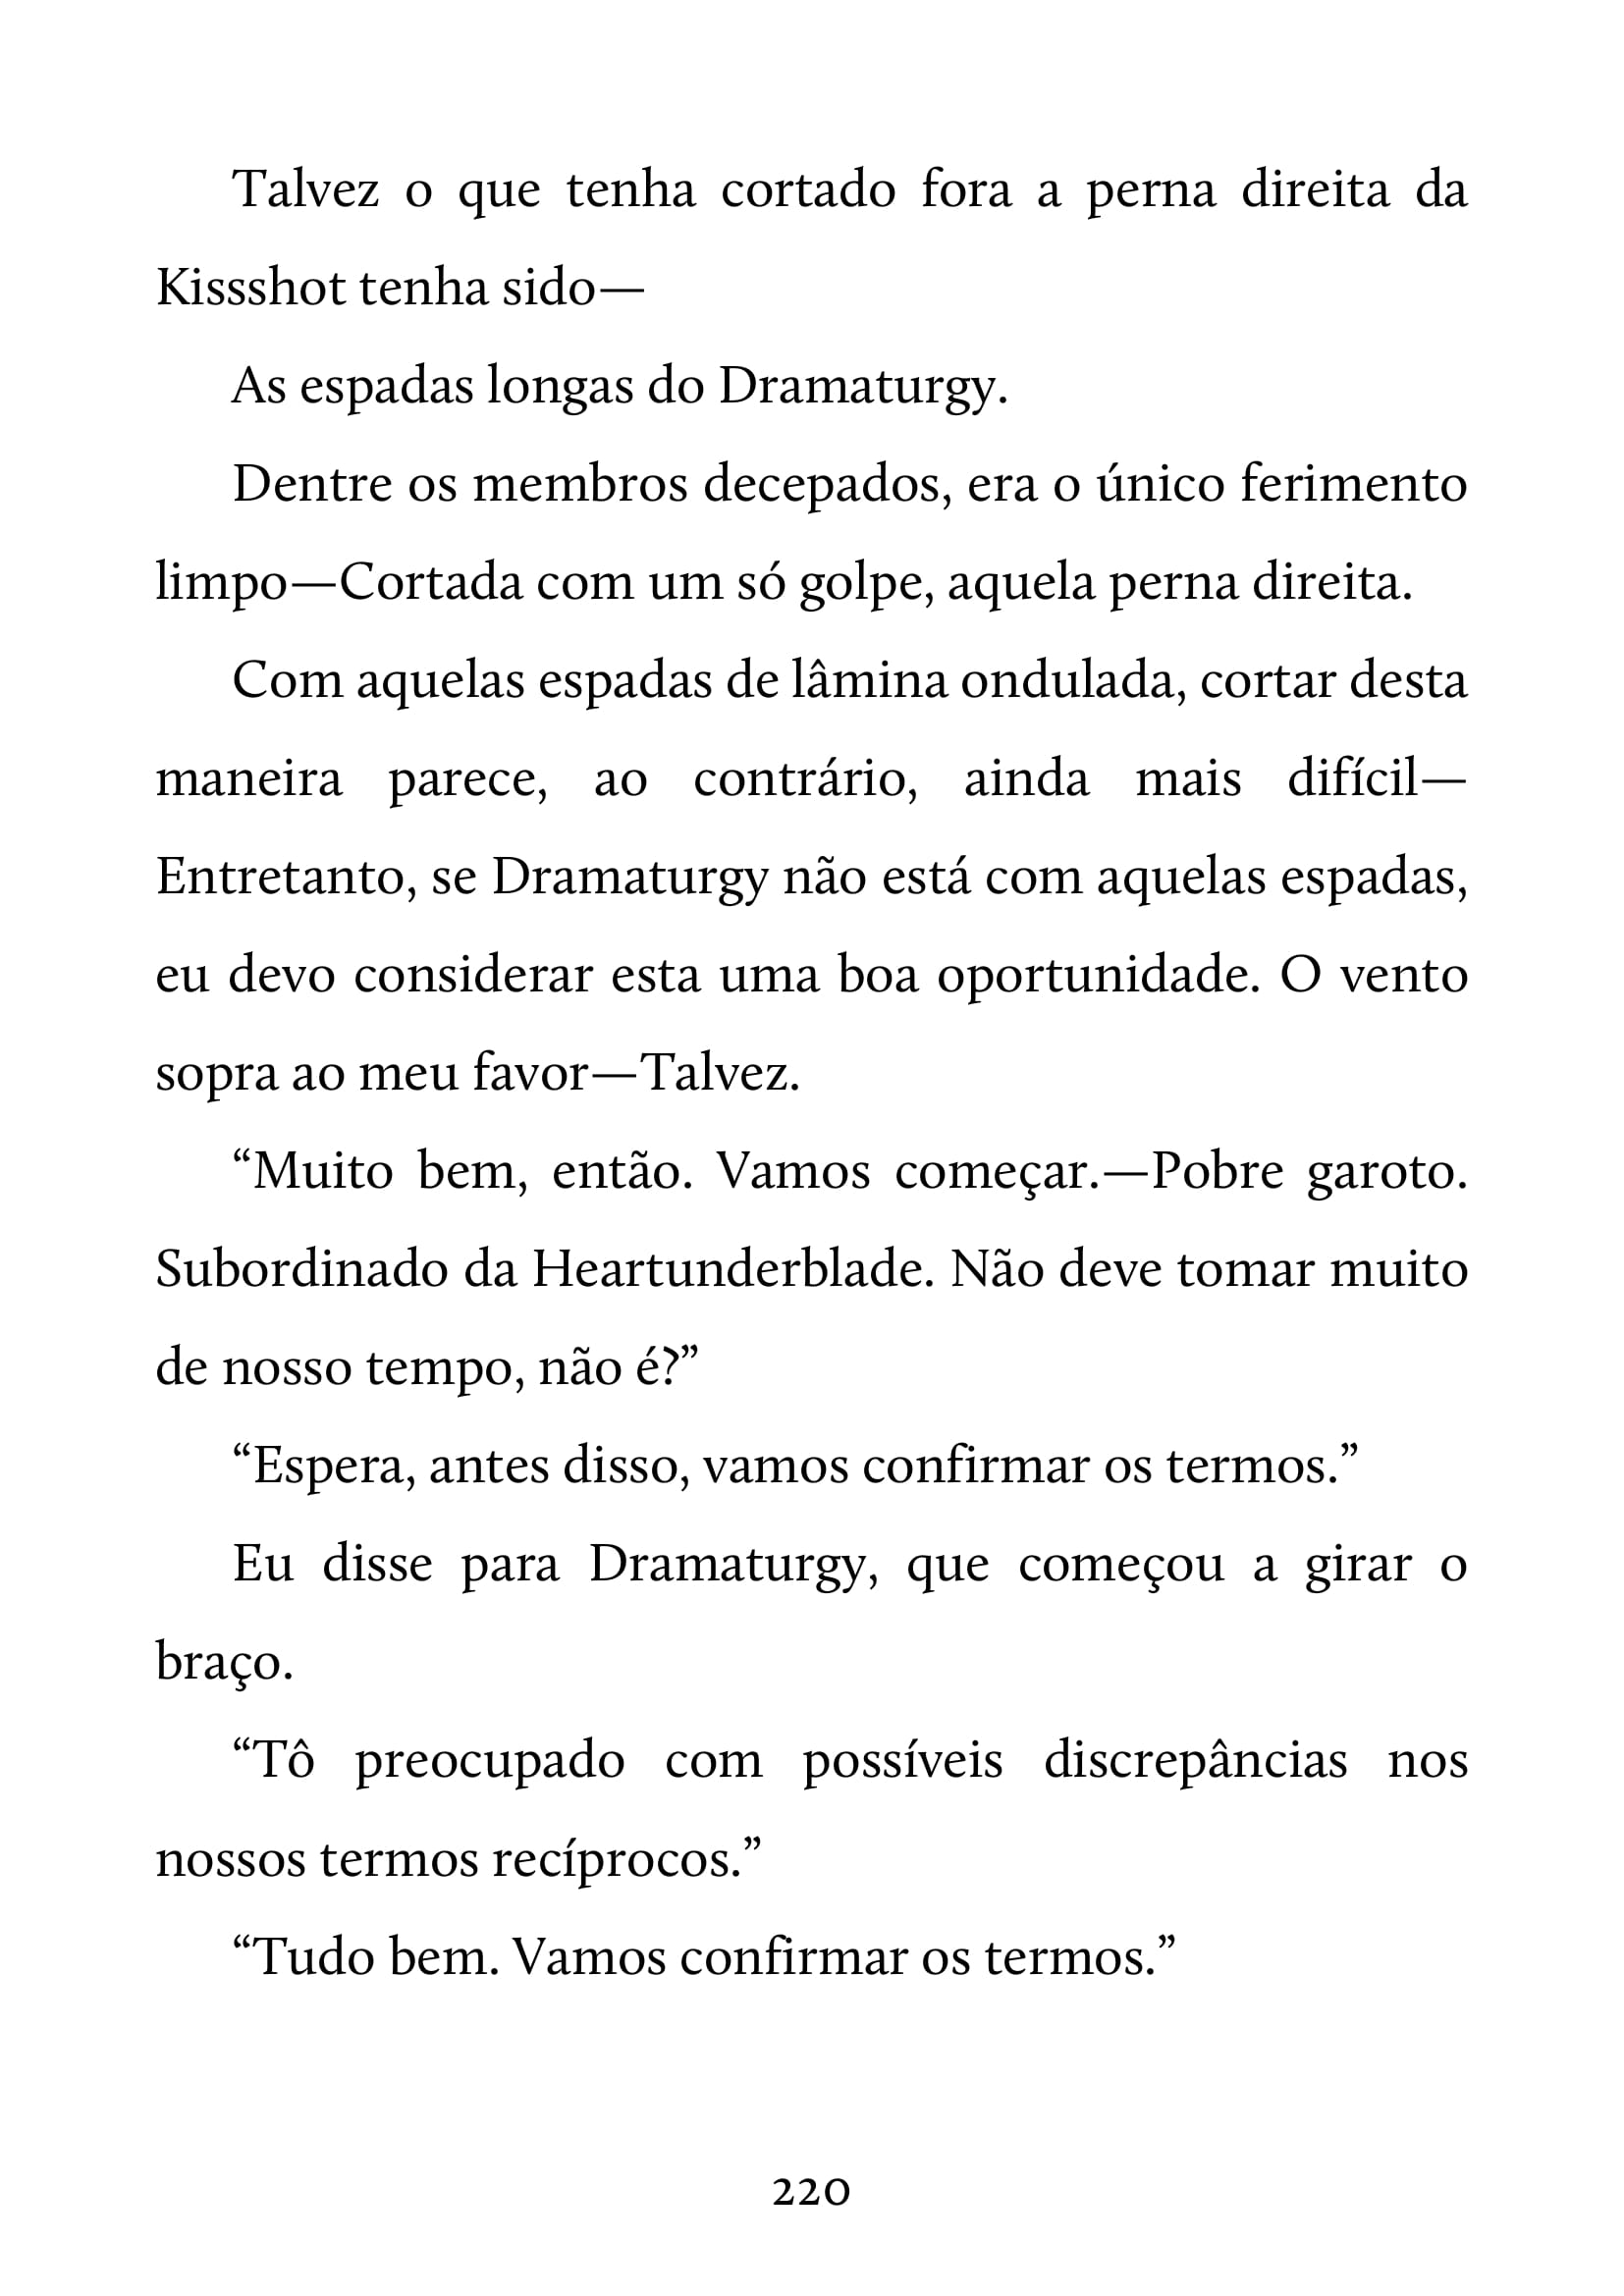 Talvez o que tenha cortado fora a perna direita da
Kissshot tenha sido—
As espadas longas do Dramaturgy.
Dentre os membros decepados, era o único ferimento
limpo—Cortada com um só golpe, aquela perna direita.
Com aquelas espadas de lâmina ondulada, cortar desta
maneira parece, ao contrário, ainda mais difícil—
Entretanto, se Dramaturgy não está com aquelas espadas,
eu devo considerar esta uma boa oportunidade. O vento
sopra ao meu favor—Talvez.
“Muito bem, então. Vamos começar.—Pobre garoto.
Subordinado da Heartunderblade. Não deve tomar muito
de nosso tempo, não é?”
“Espera, antes disso, vamos confirmar os termos.”
Eu disse para Dramaturgy, que começou a girar o
braço.
“Tô preocupado com possíveis discrepâncias nos
nossos termos recíprocos.”
“Tudo bem. Vamos confirmar os termos.”
220